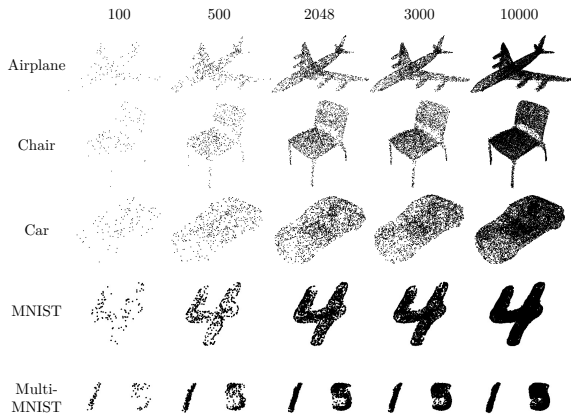 100 500 2048 3000 10000
Airplane
Chair
Car
MNIST
Multi-
MNIST